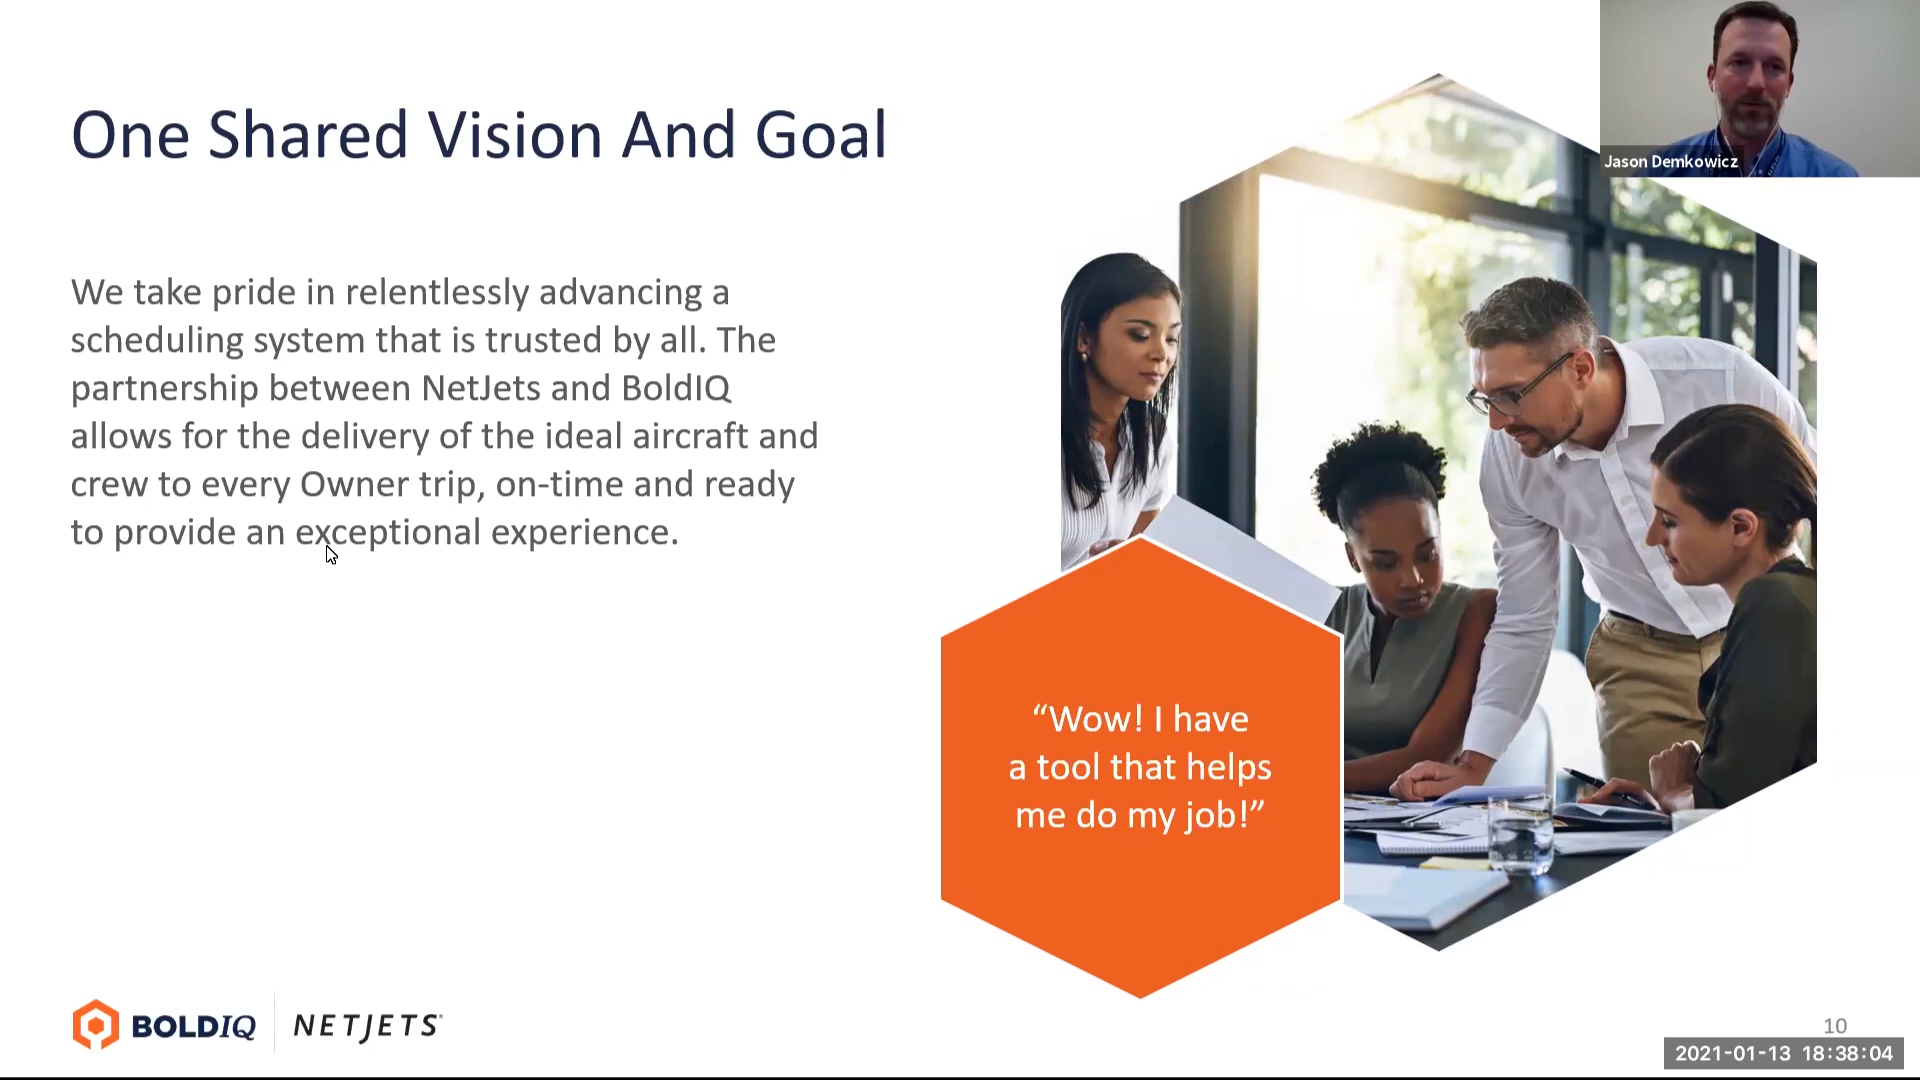 One Shared Vision And Goal
Jason Demkowicz
We take pride in relentlessly advancing a
scheduling system that is trusted by all. The
partnership between NetJets and BoldIQ
allows for the delivery of the ideal aircraft and
crew to every Owner trip, on-time and ready
to provide an exceptional experience.
“Wow! I have
a tool that helps
me do my job!”
BOLDIQ
NETJETS
10
2021-01-13 18:38:04